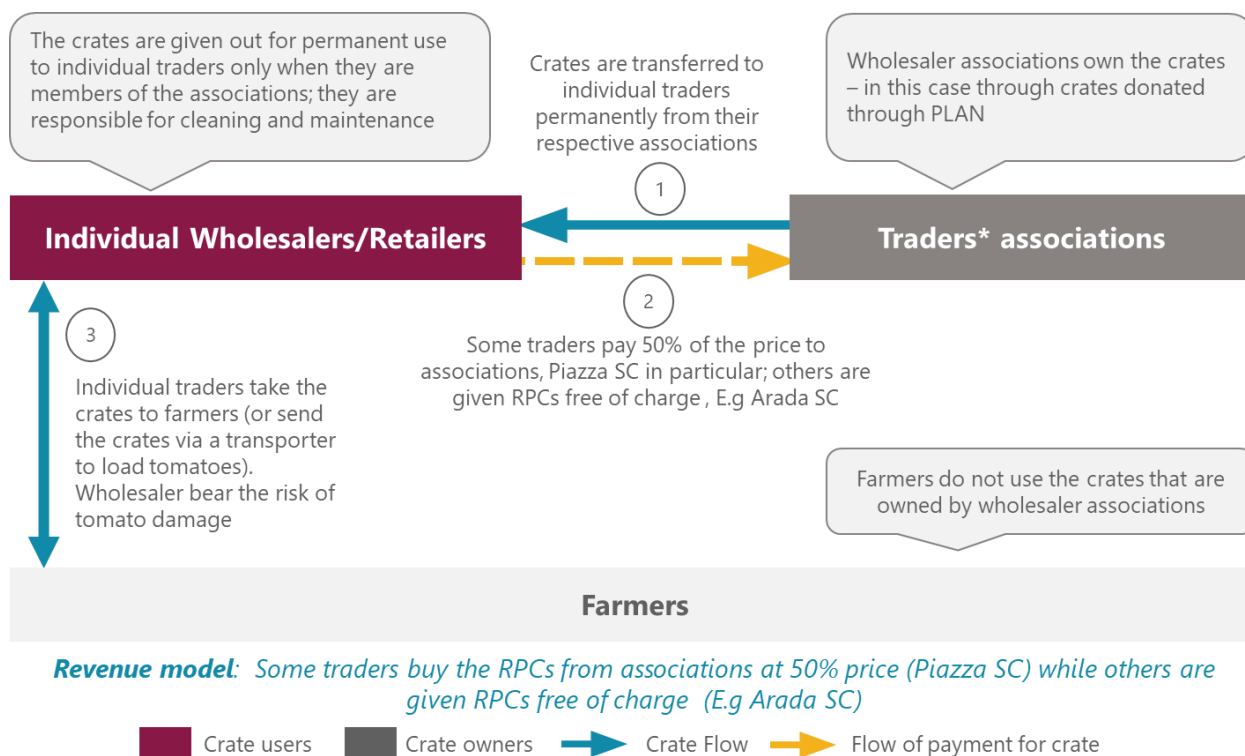 The crates are given out for permanent use
to individual traders only when they are
members of the associations; they are
responsible for cleaning and maintenance
Crates are transferred to
individual traders
permanently from their
respective associations
Wholesaler associations own the crates
– in this case through crates donated
through PLAN
1
Individual Wholesalers/Retailers
Traders* associations
2
Some traders pay 50% of the price to
associations, Piazza SC in particular; others are
given RPCs free of charge , E.g Arada SC
3
Individual traders take the
crates to farmers (or send
the crates via a transporter
to load tomatoes).
Wholesaler bear the risk of
tomato damage
Farmers do not use the crates that are
owned by wholesaler associations
Farmers
Revenue model: Some traders buy the RPCs from associations at 50% price (Piazza SC) while others are
given RPCs free of charge (E.g Arada SC)
Crate users
Crate owners
Crate Flow
Flow of payment for crate